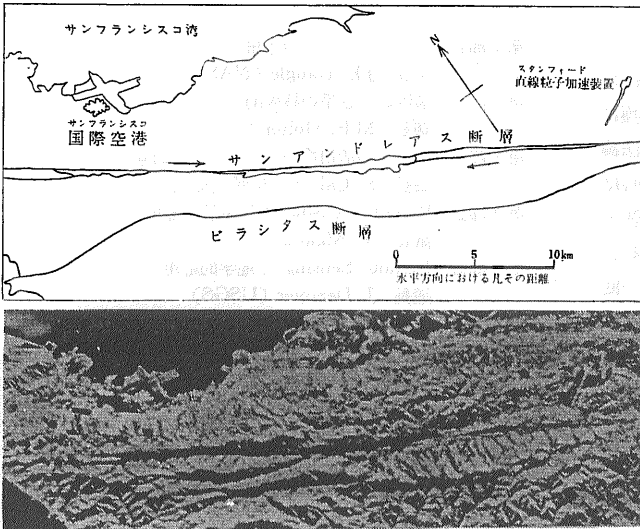 サンフランシスコ湾
N
スタンフォード
直線粒子加速装置
サンフランシスコ
国際空港
サンアンドレアス断層
ピラシタス断層
0 5 10km
水平方向における凡その距離